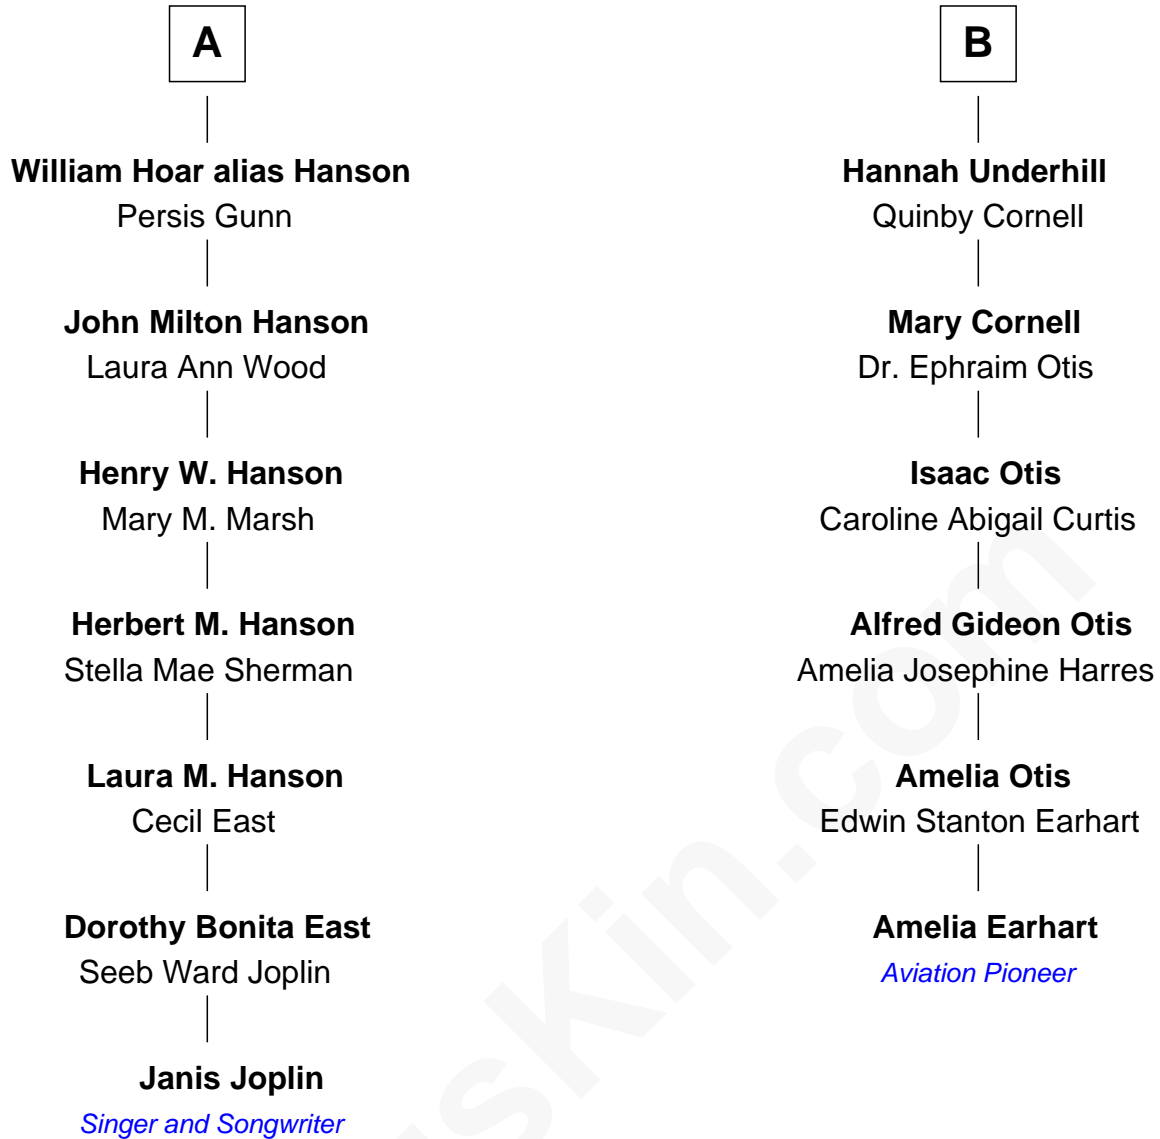 A
William Hoar alias Hanson
Persis Gunn
John Milton Hanson
Laura Ann Wood
Henry W. Hanson
Mary M. Marsh
Herbert M. Hanson
Stella Mae Sherman
Laura M. Hanson
Cecil East
Dorothy Bonita East
Seeb Ward Joplin
Janis Joplin
Singer and Songwriter
B
Hannah Underhill
Quinby Cornell
Mary Cornell
Dr. Ephraim Otis
Isaac Otis
Caroline Abigail Curtis
Alfred Gideon Otis
Amelia Josephine Harres
Amelia Otis
Edwin Stanton Earhart
Amelia Earhart
Aviation Pioneer
sKin.com